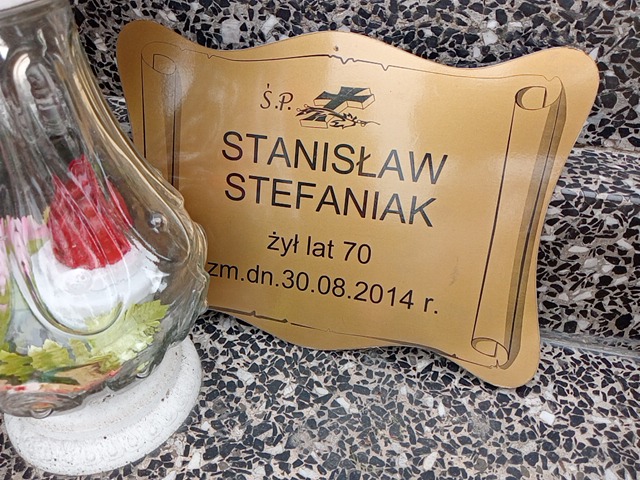 Ś.P.
STANISŁAW
STEFANIAK
żył lat 70
zm.dn.30.08.2014 r.